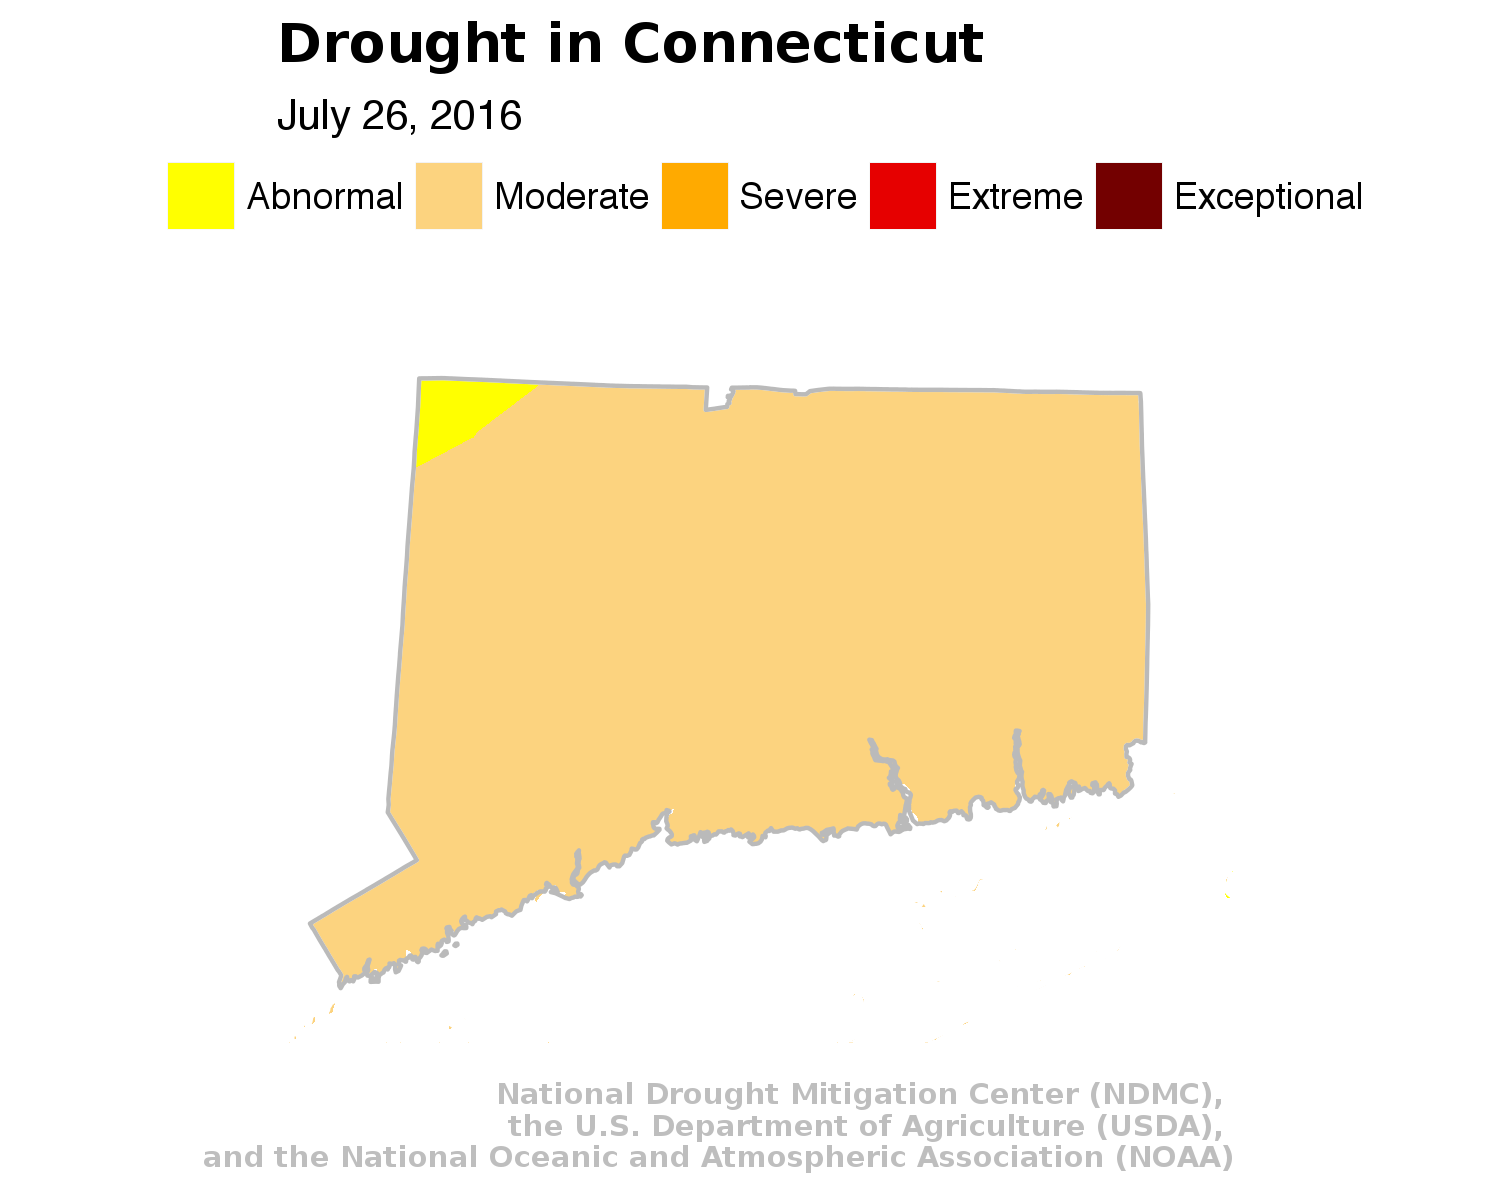 Drought in Connecticut
July 26, 2016
Abnormal Moderate Severe Extreme Exceptional
National Drought Mitigation Center (NDMC),
the U.S. Department of Agriculture (USDA),
and the National Oceanic and Atmospheric Association (NOAA)